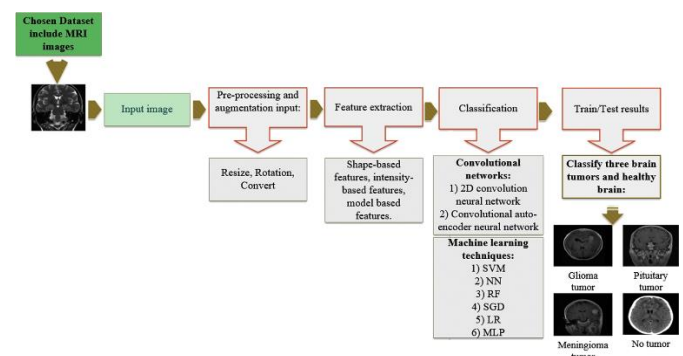 Chosen Dataset
include MRI
images
Input image
Pre-processing and
augmentation input:
Feature extraction
Classification
Train/Test results
Resize, Rotation,
Convert
Shape-based
features, intensity-
based features,
model based
features.
Convolutional
networks:
1) 2D convolution
neural network
2) Convolutional auto-
encoder neural network
Machine learning
techniques:
1) SVM
2) NN
3) RF
4) SGD
5) LR
6) MLP
Classify three brain
tumors and healthy
brain:
Glioma
tumor
Pituitary
tumor
Meningioma
tumor
No tumor